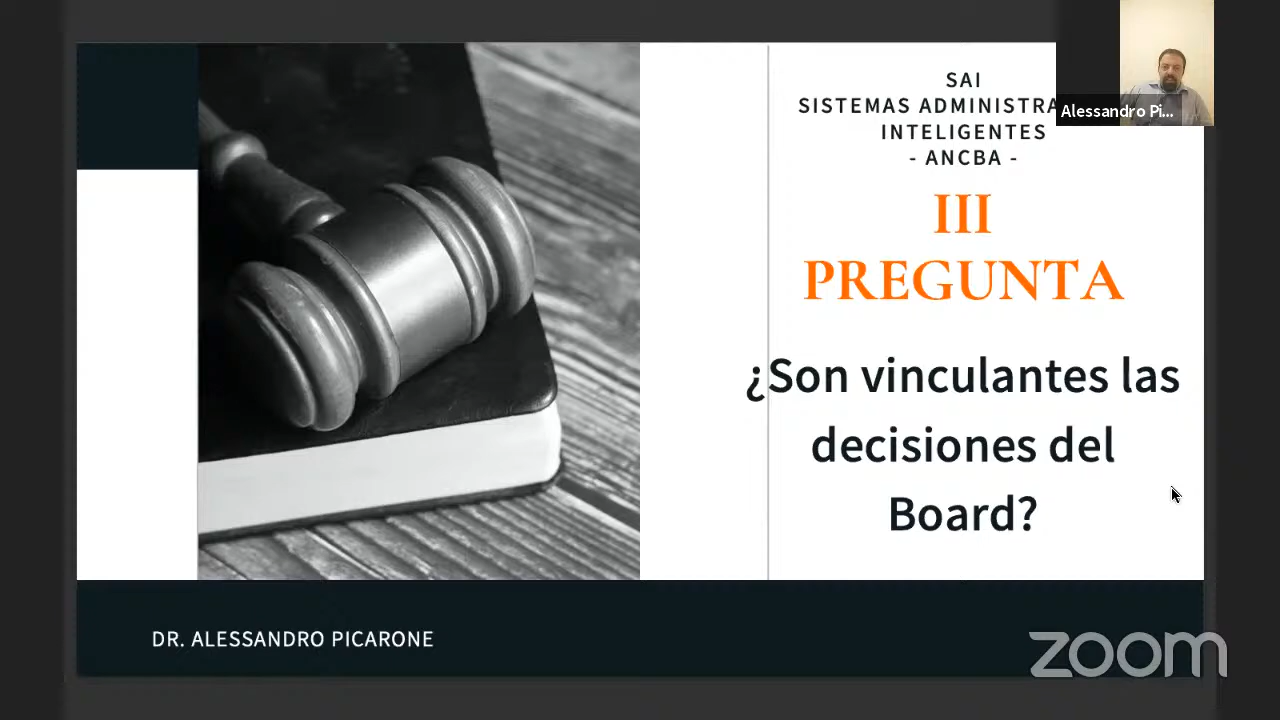 SAI
SISTEMAS ADMINISTRA
INTELIGENTES
- ANCBA -
Alessandro Pi...
III
PREGUNTA
¿Son vinculantes las
decisiones del
Board?
DR. ALESSANDRO PICARONE
zoom